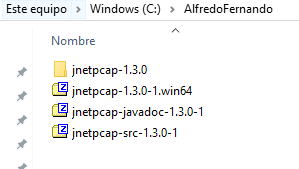 Este equipo > Windows (C:) > AlfredoFernando
Nombre
jnetpcap-1.3.0
jnetpcap-1.3.0-1.win64
jnetpcap-javadoc-1.3.0-1
jnetpcap-src-1.3.0-1